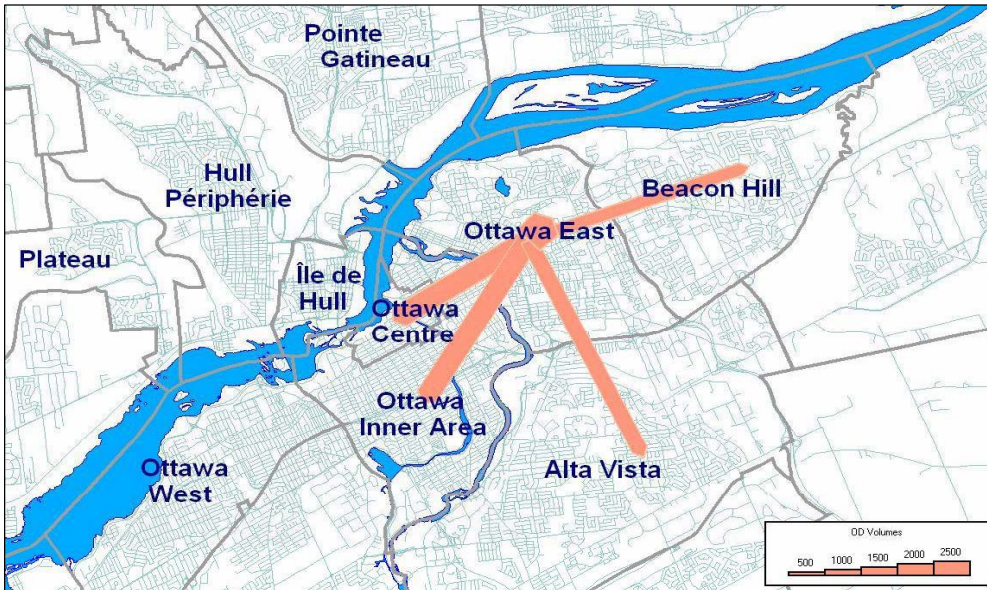 Pointe
Gatineau
Hull
Périphérie
Beacon Hill
Ottawa East
Plateau
Île de
Hull
Ottawa
Centre
Ottawa
Inner Area
Ottawa
West
Alta Vista
OD Volumes
500 1000 1500 2000 2500